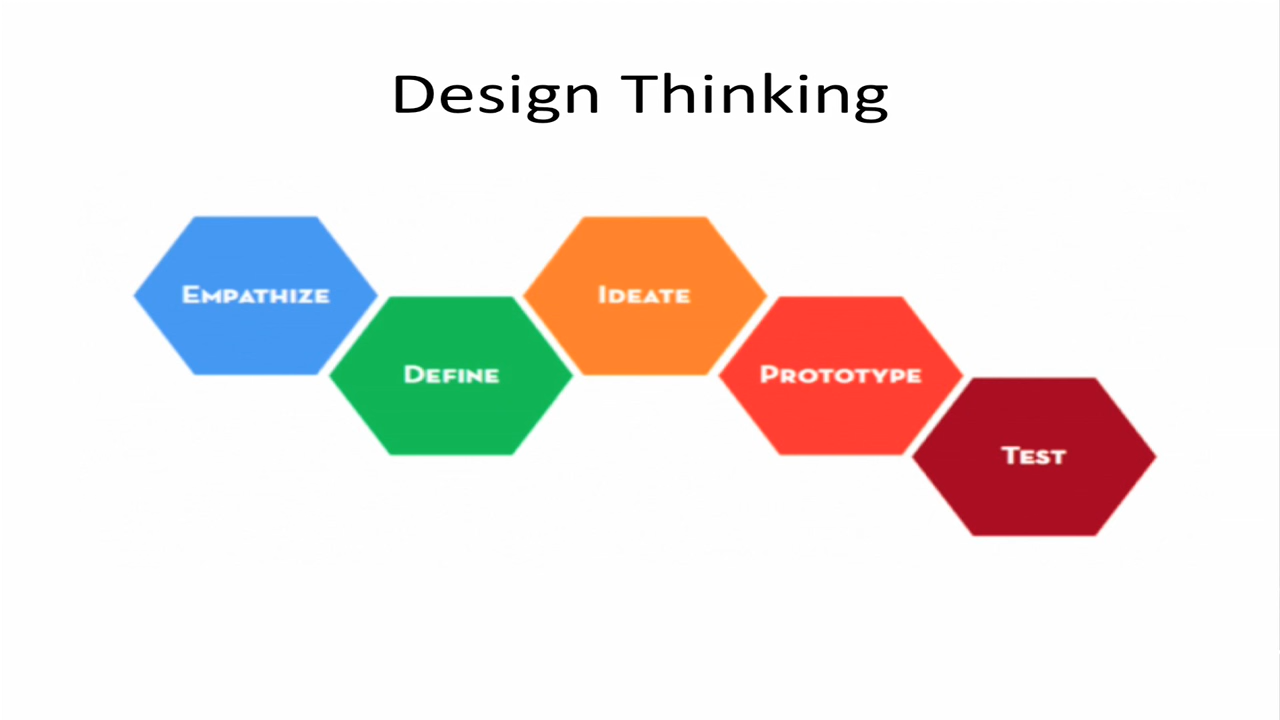 Design Thinking
EMPATHIZE
DEFINE
IDEATE
PROTOTYPE
TEST